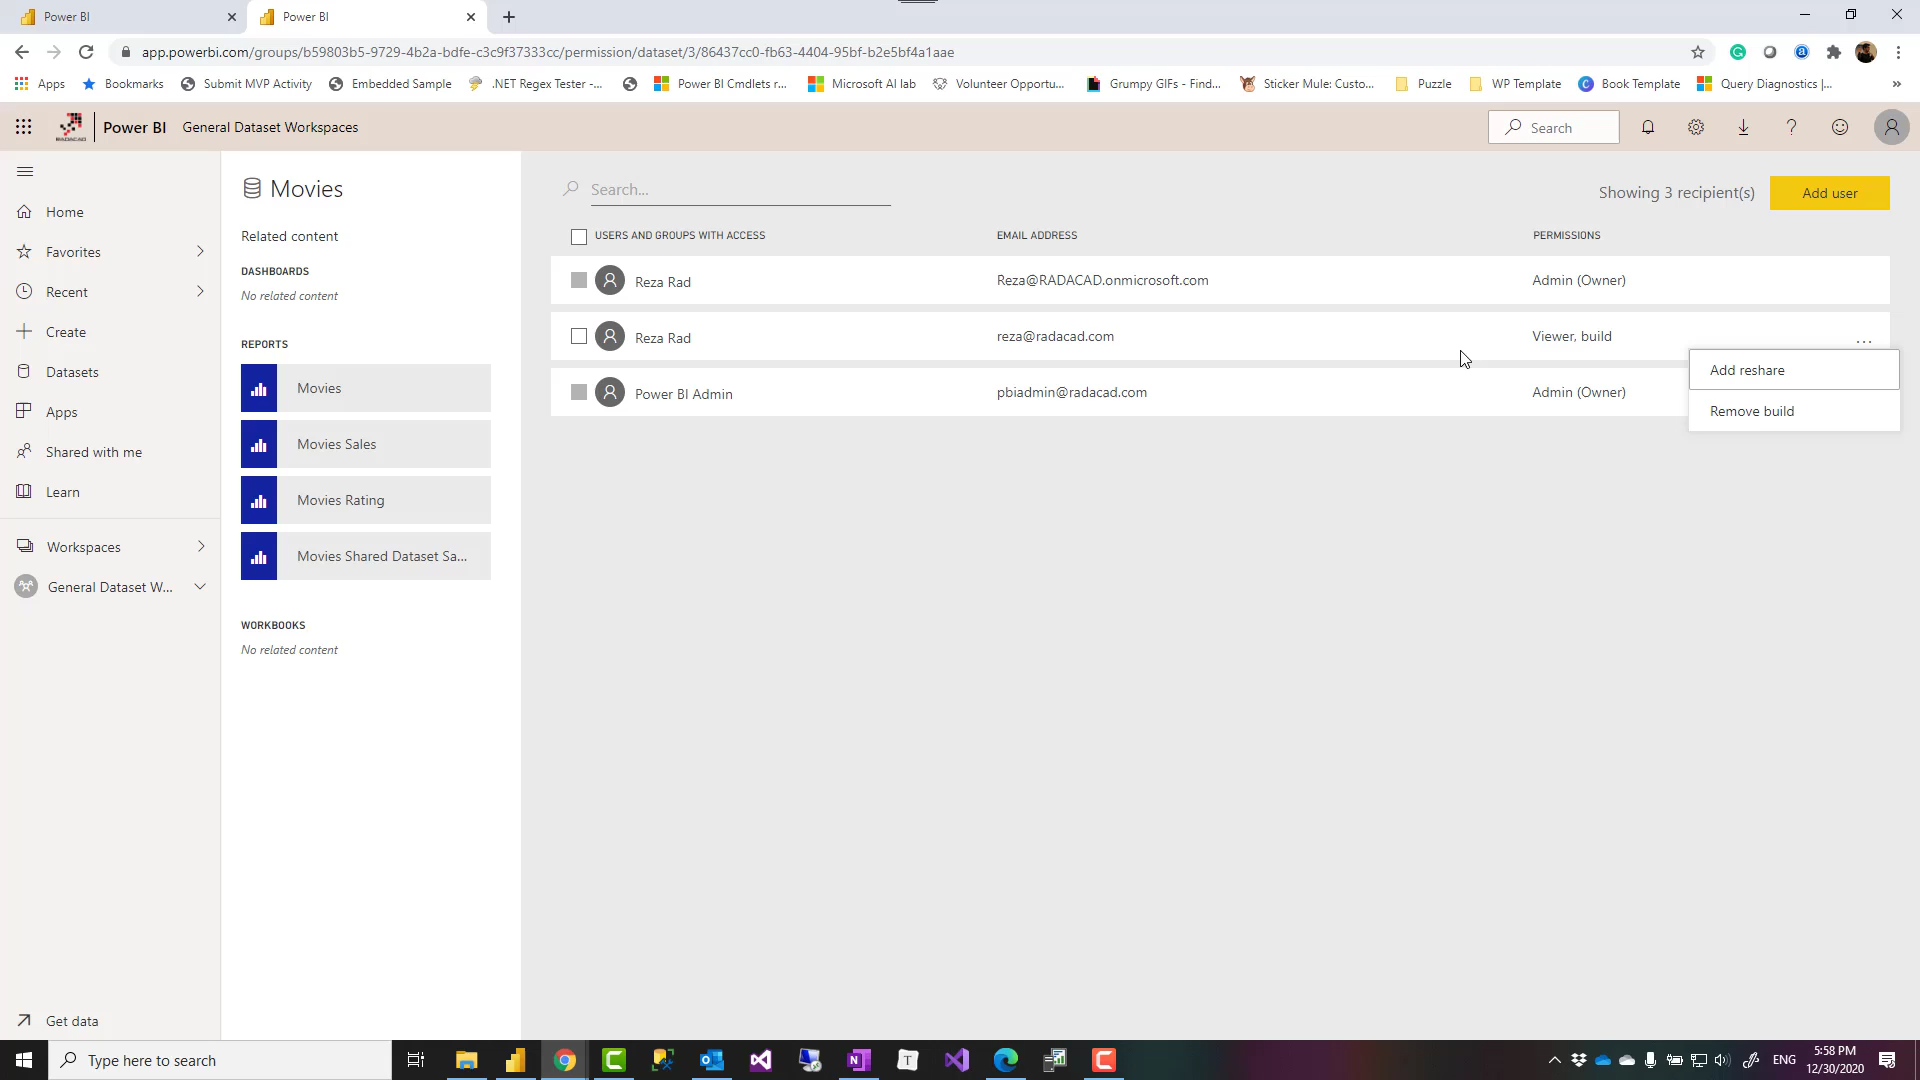 Power BI
Power BI
app.powerbi.com/groups/b59803b5-9729-4b2a-bdfe-c3c9f37333cc/permission/dataset/3/86437cc0-fb63-4404-95bf-b2e5bf4a1aae
Apps Bookmarks Submit MVP Activity Embedded Sample .NET Regex Tester -... Power BI Cmdlets r... Microsoft AI lab Volunteer Opportu... Grumpy GIFs - Find... Sticker Mule: Custo... Puzzle WP Template Book Template Query Diagnostics |... »
RADACAD Power BI General Dataset Workspaces Search
Home
Favorites
Recent
Create
Datasets
Apps
Shared with me
Learn
Workspaces
General Dataset W...
Get data
Movies
Related content
DASHBOARDS
No related content
REPORTS
Movies
Movies Sales
Movies Rating
Movies Shared Dataset Sa...
WORKBOOKS
No related content
Search...
Showing 3 recipient(s) Add user
USERS AND GROUPS WITH ACCESS EMAIL ADDRESS PERMISSIONS
Reza Rad Reza@RADACAD.onmicrosoft.com Admin (Owner)
Reza Rad reza@radacad.com Viewer, build ...
Power BI Admin pbiadmin@radacad.com Admin (Owner)
Add reshare
Remove build
Type here to search
ENG
5:58 PM
12/30/2020